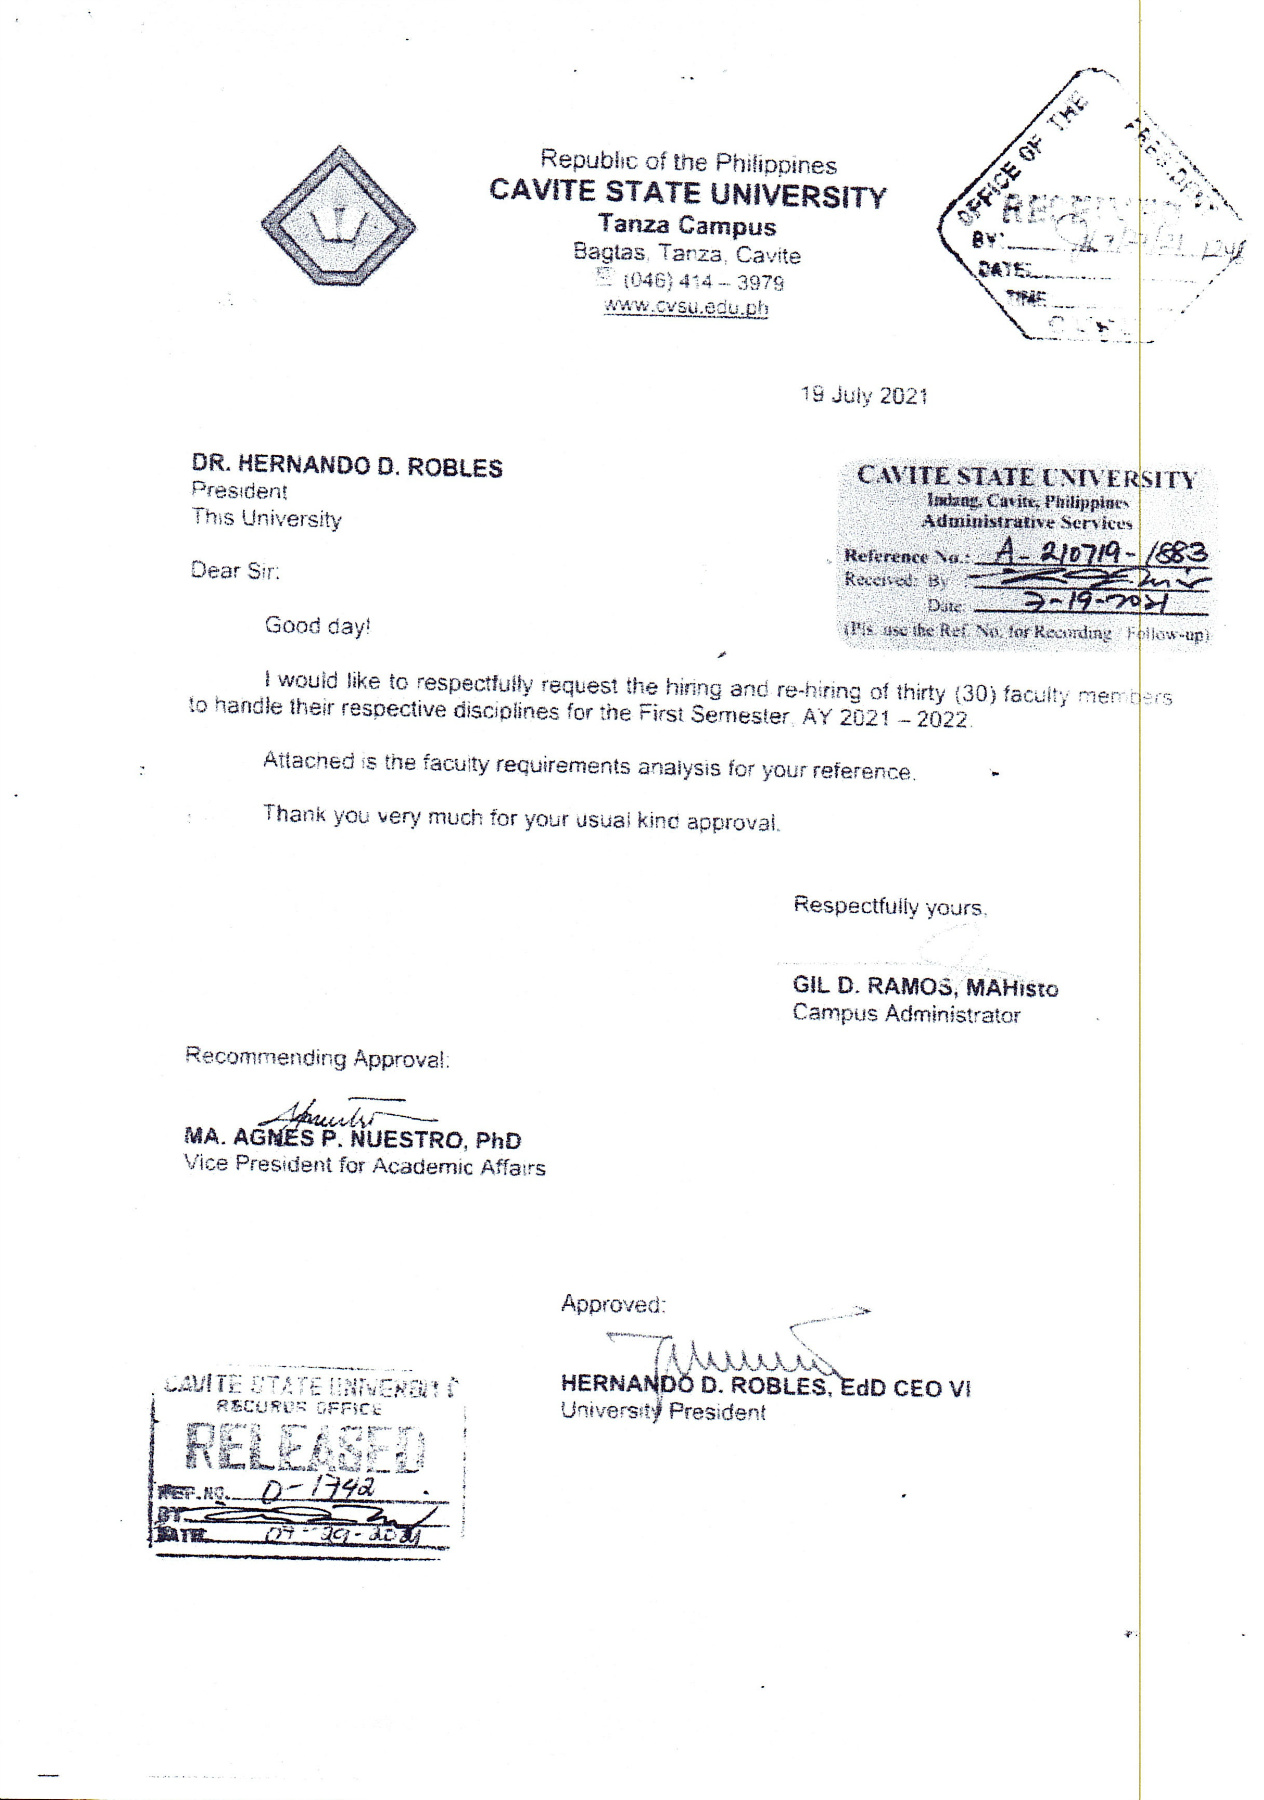 Republic of the Philippines
CAVITE STATE UNIVERSITY
Tanza Campus
Bagtas, Tanza, Cavite
(046) 414 – 3979
www.cvsu.edu.ph
OFFICE OF THE PRESIDENT
RECEIVED
BY:
DATE:
TIME
19 July 2021
DR. HERNANDO D. ROBLES
President
This University
CAVITE STATE UNIVERSITY
Indang, Cavite, Philippines
Administrative Services
Reference No.: A- 210719-1883
Received: By :
Date: 7-19-2021
(Pls. use the Ref. No. for Recording Follow-up)
Dear Sir:
Good day!
I would like to respectfully request the hiring and re-hiring of thirty (30) faculty members
to handle their respective disciplines for the First Semester, AY 2021 – 2022.
Attached is the faculty requirements analysis for your reference.
Thank you very much for your usual kind approval.
Respectfully yours,
GIL D. RAMOS, MAHisto
Campus Administrator
Recommending Approval:
MA. AGNES P. NUESTRO, PhD
Vice President for Academic Affairs
Approved:
HERNANDO D. ROBLES, EdD CEO VI
University President
CAVITE STATE UNIVERSITY
RECORDS OFFICE
RELEASED
REF.NO. O-1742
BY
DATE 07-29-2021